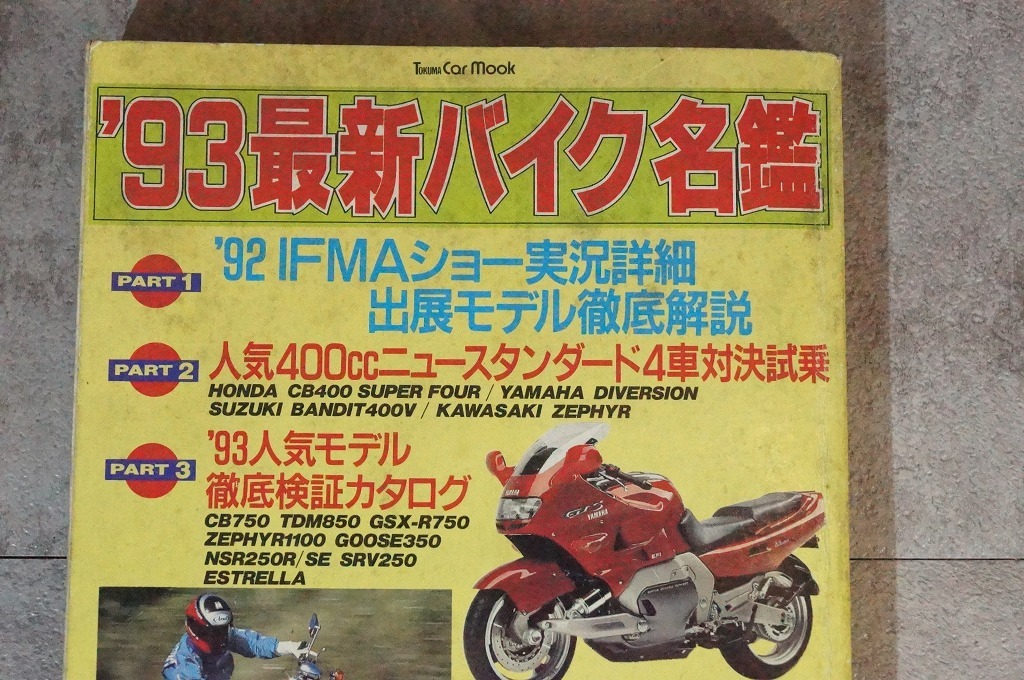 TOKUMA Car Mook
'93最新バイク名鑑
PART 1
'92 IFMAショー実況詳細
出展モデル徹底解説
PART 2
人気400ccニュースタンダード4車対決試乗
HONDA CB400 SUPER FOUR / YAMAHA DIVERSION
SUZUKI BANDIT400V / KAWASAKI ZEPHYR
PART 3
'93人気モデル
徹底検証カタログ
CB750 TDM850 GSX-R750
ZEPHYR1100 GOOSE350
NSR250R/SE SRV250
ESTRELLA
YAMAHA
YAMAHA